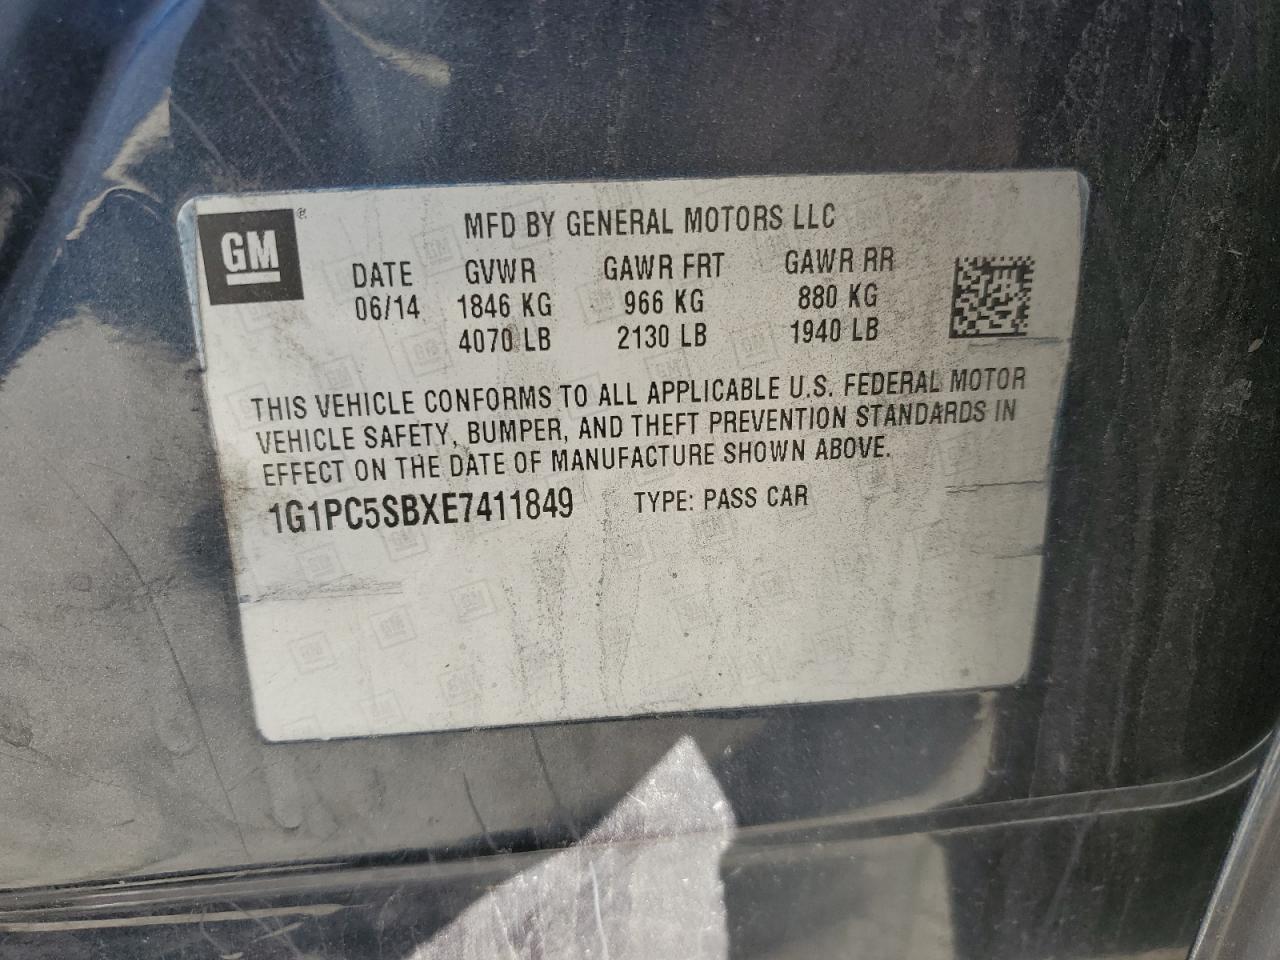 GM ®
MFD BY GENERAL MOTORS LLC
DATE GVWR GAWR FRT GAWR RR
06/14 1846 KG 966 KG 880 KG
4070 LB 2130 LB 1940 LB
THIS VEHICLE CONFORMS TO ALL APPLICABLE U.S. FEDERAL MOTOR
VEHICLE SAFETY, BUMPER, AND THEFT PREVENTION STANDARDS IN
EFFECT ON THE DATE OF MANUFACTURE SHOWN ABOVE.
1G1PC5SBXE7411849 TYPE: PASS CAR